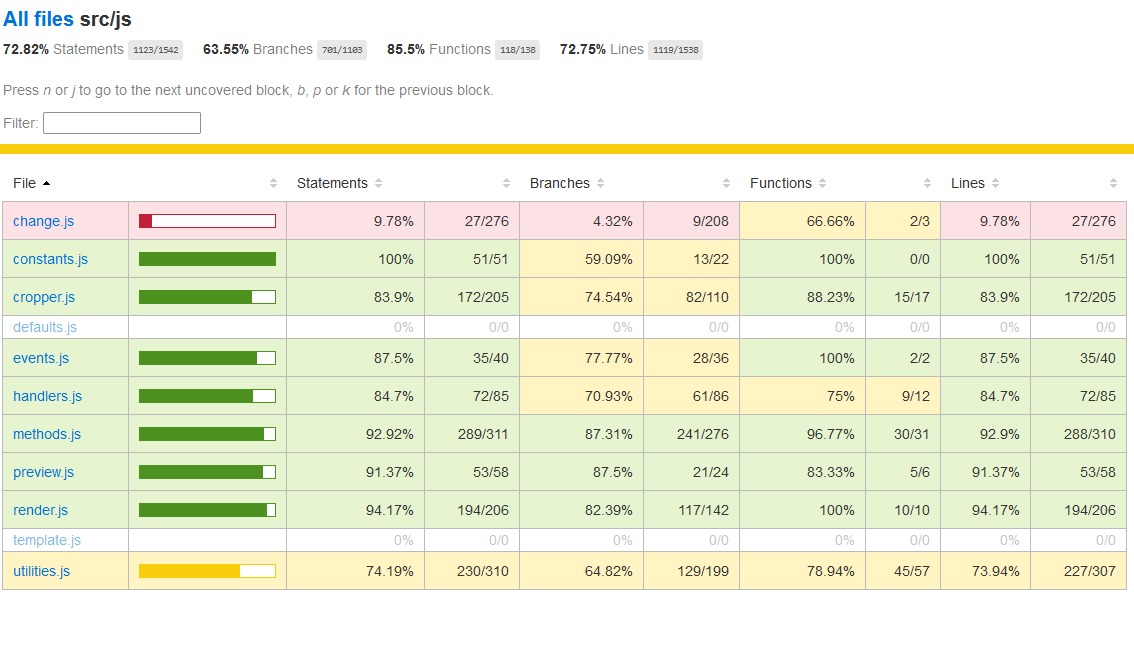 All files src/js
72.82% Statements 1123/1542 63.55% Branches 701/1103 85.5% Functions 118/138 72.75% Lines 1119/1538
Press n or j to go to the next uncovered block, b, p or k for the previous block.
Filter:
File Statements Branches Functions Lines
change.js 9.78% 27/276 4.32% 9/208 66.66% 2/3 9.78% 27/276
constants.js 100% 51/51 59.09% 13/22 100% 0/0 100% 51/51
cropper.js 83.9% 172/205 74.54% 82/110 88.23% 15/17 83.9% 172/205
defaults.js 0% 0/0 0% 0/0 0% 0/0 0% 0/0
events.js 87.5% 35/40 77.77% 28/36 100% 2/2 87.5% 35/40
handlers.js 84.7% 72/85 70.93% 61/86 75% 9/12 84.7% 72/85
methods.js 92.92% 289/311 87.31% 241/276 96.77% 30/31 92.9% 288/310
preview.js 91.37% 53/58 87.5% 21/24 83.33% 5/6 91.37% 53/58
render.js 94.17% 194/206 82.39% 117/142 100% 10/10 94.17% 194/206
template.js 0% 0/0 0% 0/0 0% 0/0 0% 0/0
utilities.js 74.19% 230/310 64.82% 129/199 78.94% 45/57 73.94% 227/307